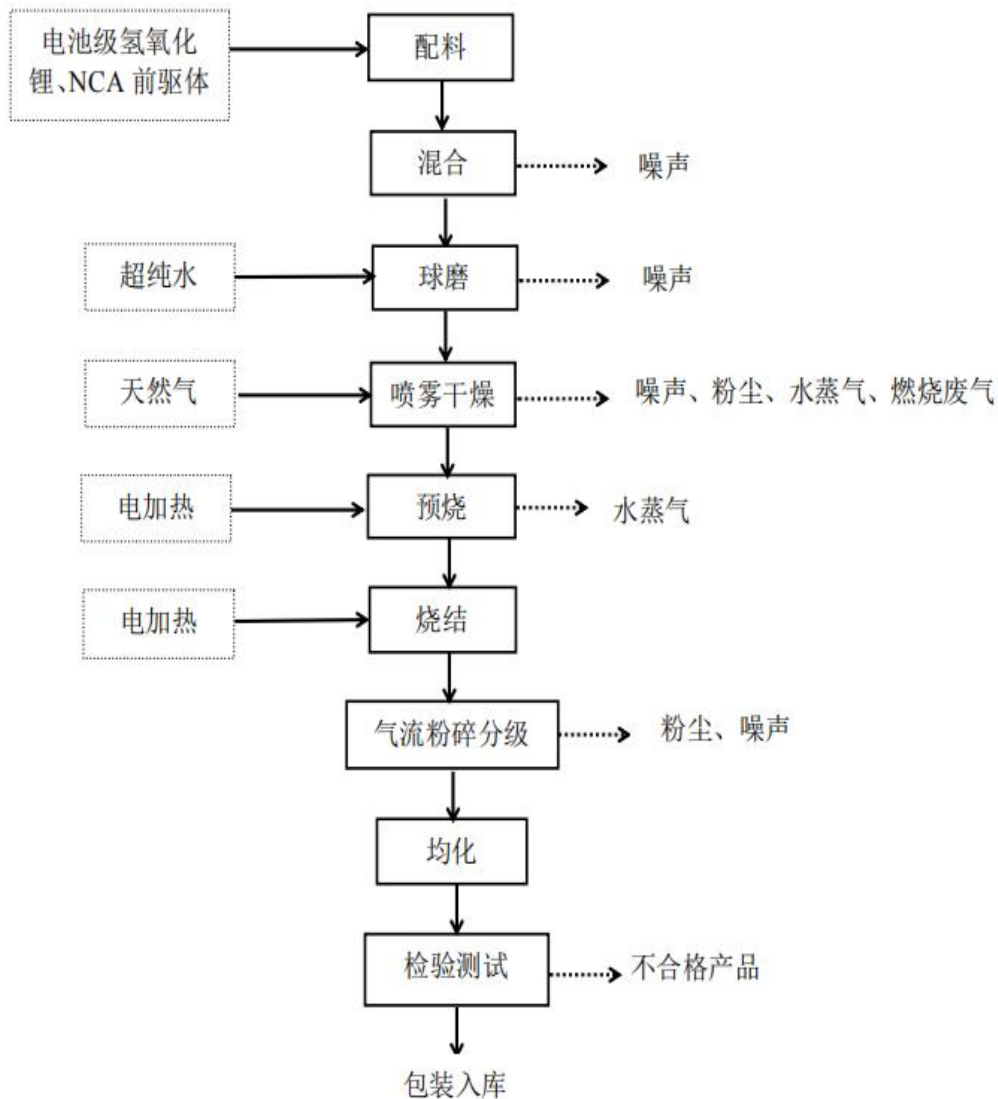 电池级氢氧化
锂、NCA 前驱体
配料
混合
噪声
超纯水
球磨
噪声
天然气
喷雾干燥
噪声、粉尘、水蒸气、燃烧废气
电加热
预烧
水蒸气
电加热
烧结
气流粉碎分级
粉尘、噪声
均化
检验测试
不合格产品
包装入库